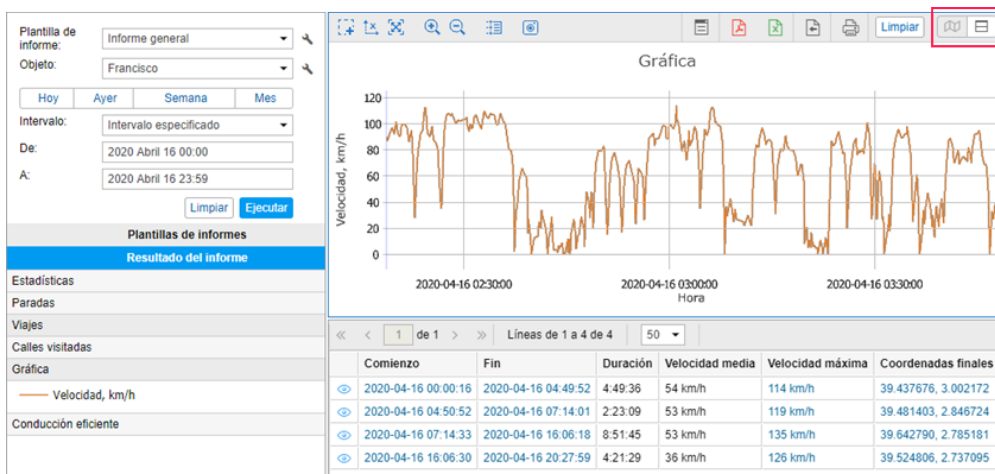 Plantilla de informe:
Informe general
Objeto:
Francisco
Hoy Ayer Semana Mes
Intervalo:
Intervalo especificado
De:
2020 Abril 16 00:00
A:
2020 Abril 16 23:59
Limpiar Ejecutar
Plantillas de informes
Resultado del informe
Estadísticas
Paradas
Viajes
Calles visitadas
Gráfica
Velocidad, km/h
Conducción eficiente
Limpiar
Gráfica
Velocidad, km/h
120
100
80
60
40
20
0
2020-04-16 02:30:00 2020-04-16 03:00:00 2020-04-16 03:30:00
Hora
1 de 1 Líneas de 1 a 4 de 4 50
Comienzo Fin Duración Velocidad media Velocidad máxima Coordenadas finales
2020-04-16 00:00:16 2020-04-16 04:49:52 4:49:36 54 km/h 114 km/h 39.437676, 3.002172
2020-04-16 04:50:52 2020-04-16 07:14:01 2:23:09 53 km/h 119 km/h 39.481403, 2.846724
2020-04-16 07:14:33 2020-04-16 16:06:18 8:51:45 53 km/h 135 km/h 39.642790, 2.785181
2020-04-16 16:06:30 2020-04-16 20:27:59 4:21:29 36 km/h 126 km/h 39.524806, 2.737095